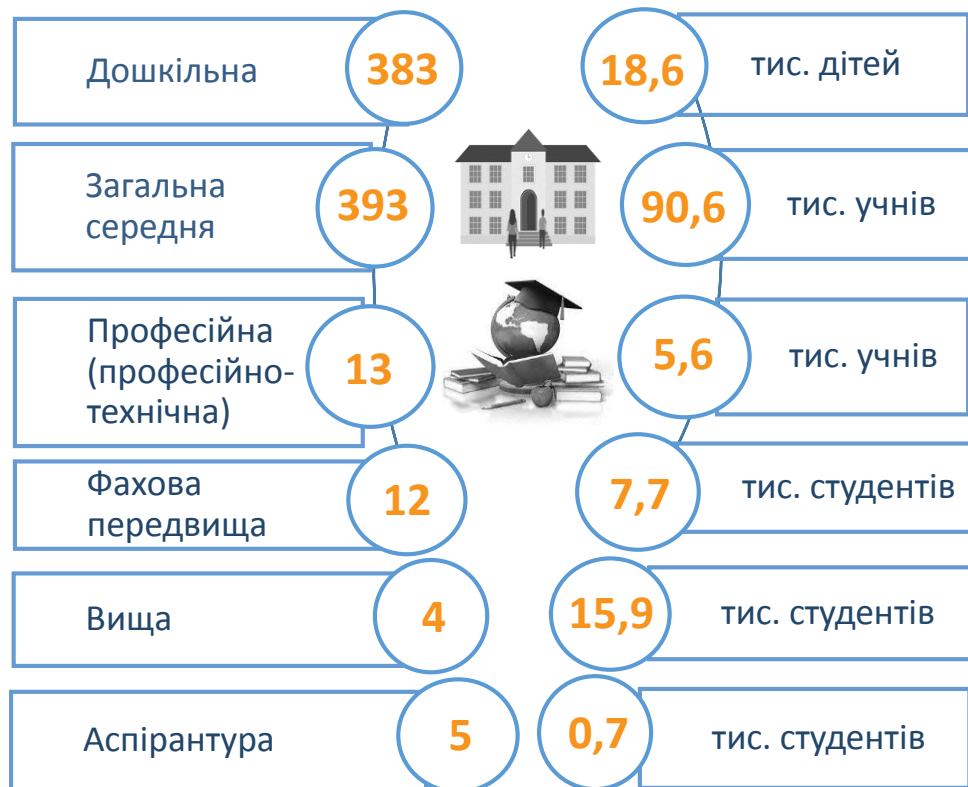 Дошкільна
383
18,6
тис. дітей
Загальна
середня
393
90,6
тис. учнів
Професійна
(професійно-
технічна)
13
5,6
тис. учнів
Фахова
передвища
12
7,7
тис. студентів
Вища
4
15,9
тис. студентів
Аспірантура
5
0,7
тис. студентів